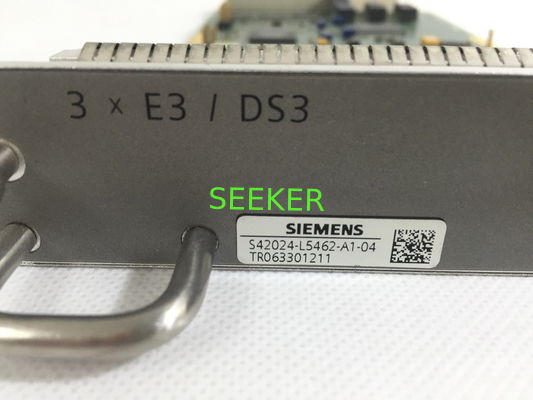 3 × E3 / DS3
SEEKER
SIEMENS
S42024-L5462-A1-04
TR063301211